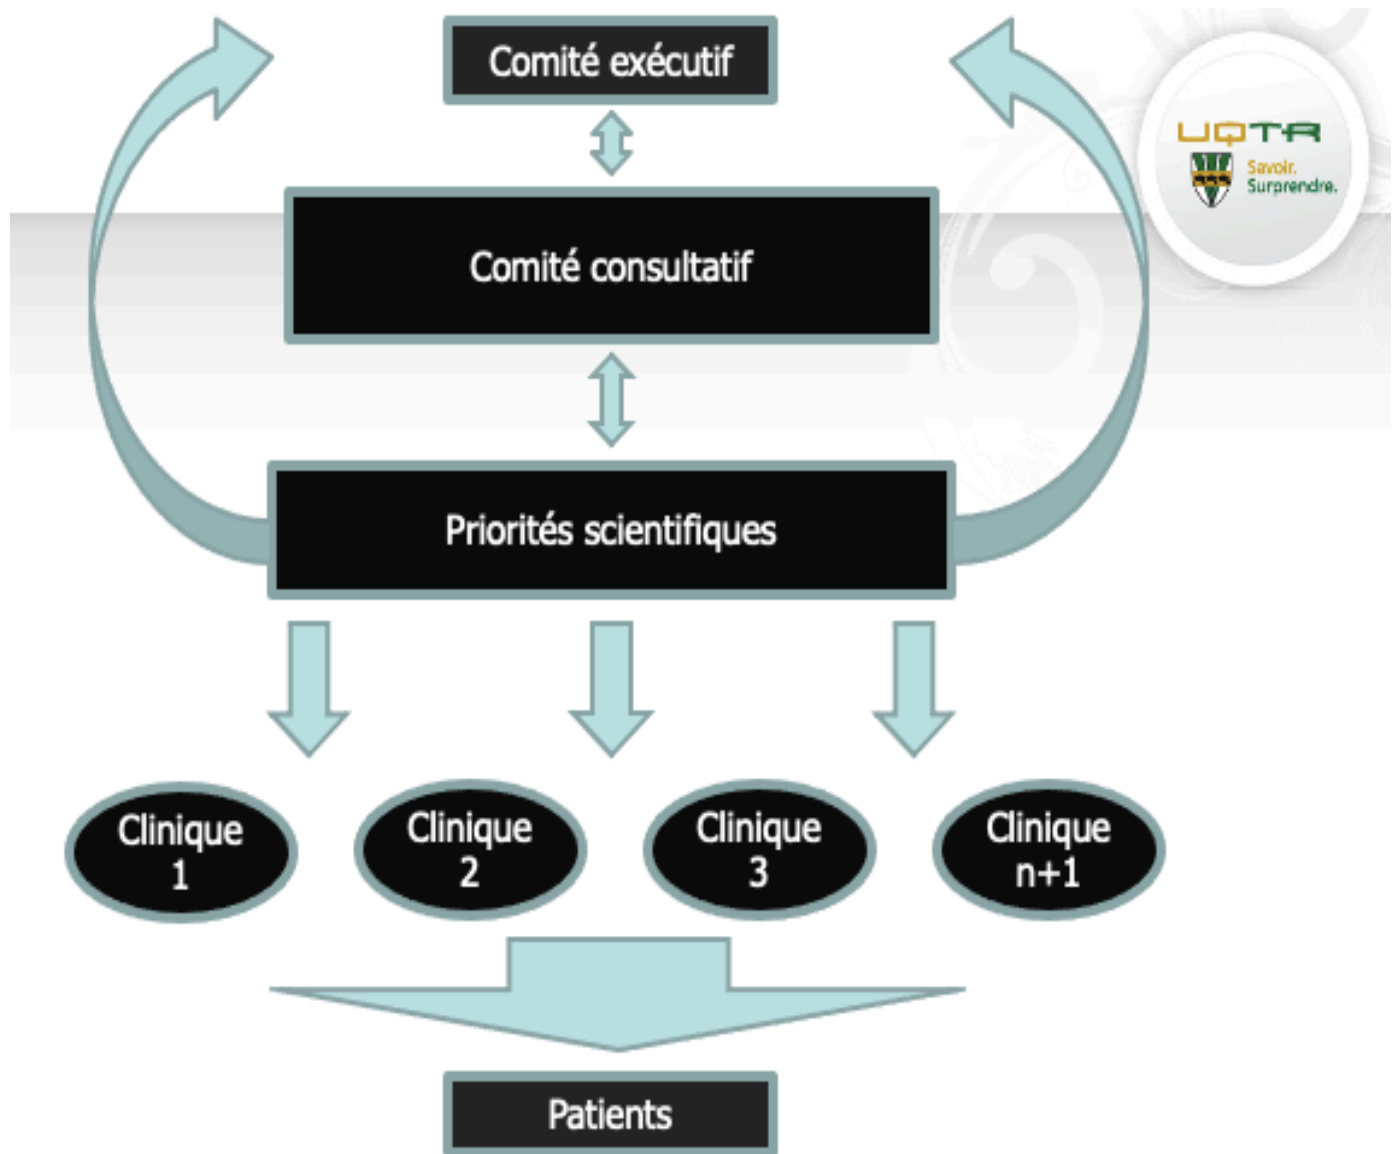 Comité exécutif
UQTR
Savoir.
Surprendre.
Comité consultatif
Priorités scientifiques
Clinique
1
Clinique
2
Clinique
3
Clinique
n+1
Patients